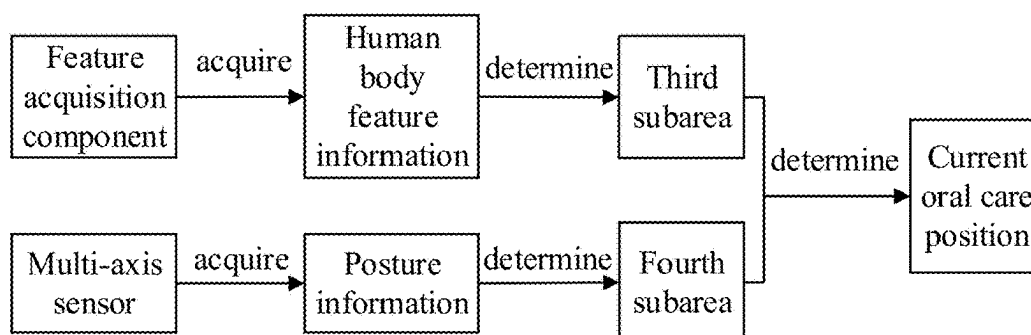 Feature
acquisition
component
acquire
Human
body
feature
information
determine
Third
subarea
determine
Current
oral care
position
Multi-axis
sensor
acquire
Posture
information
determine
Fourth
subarea